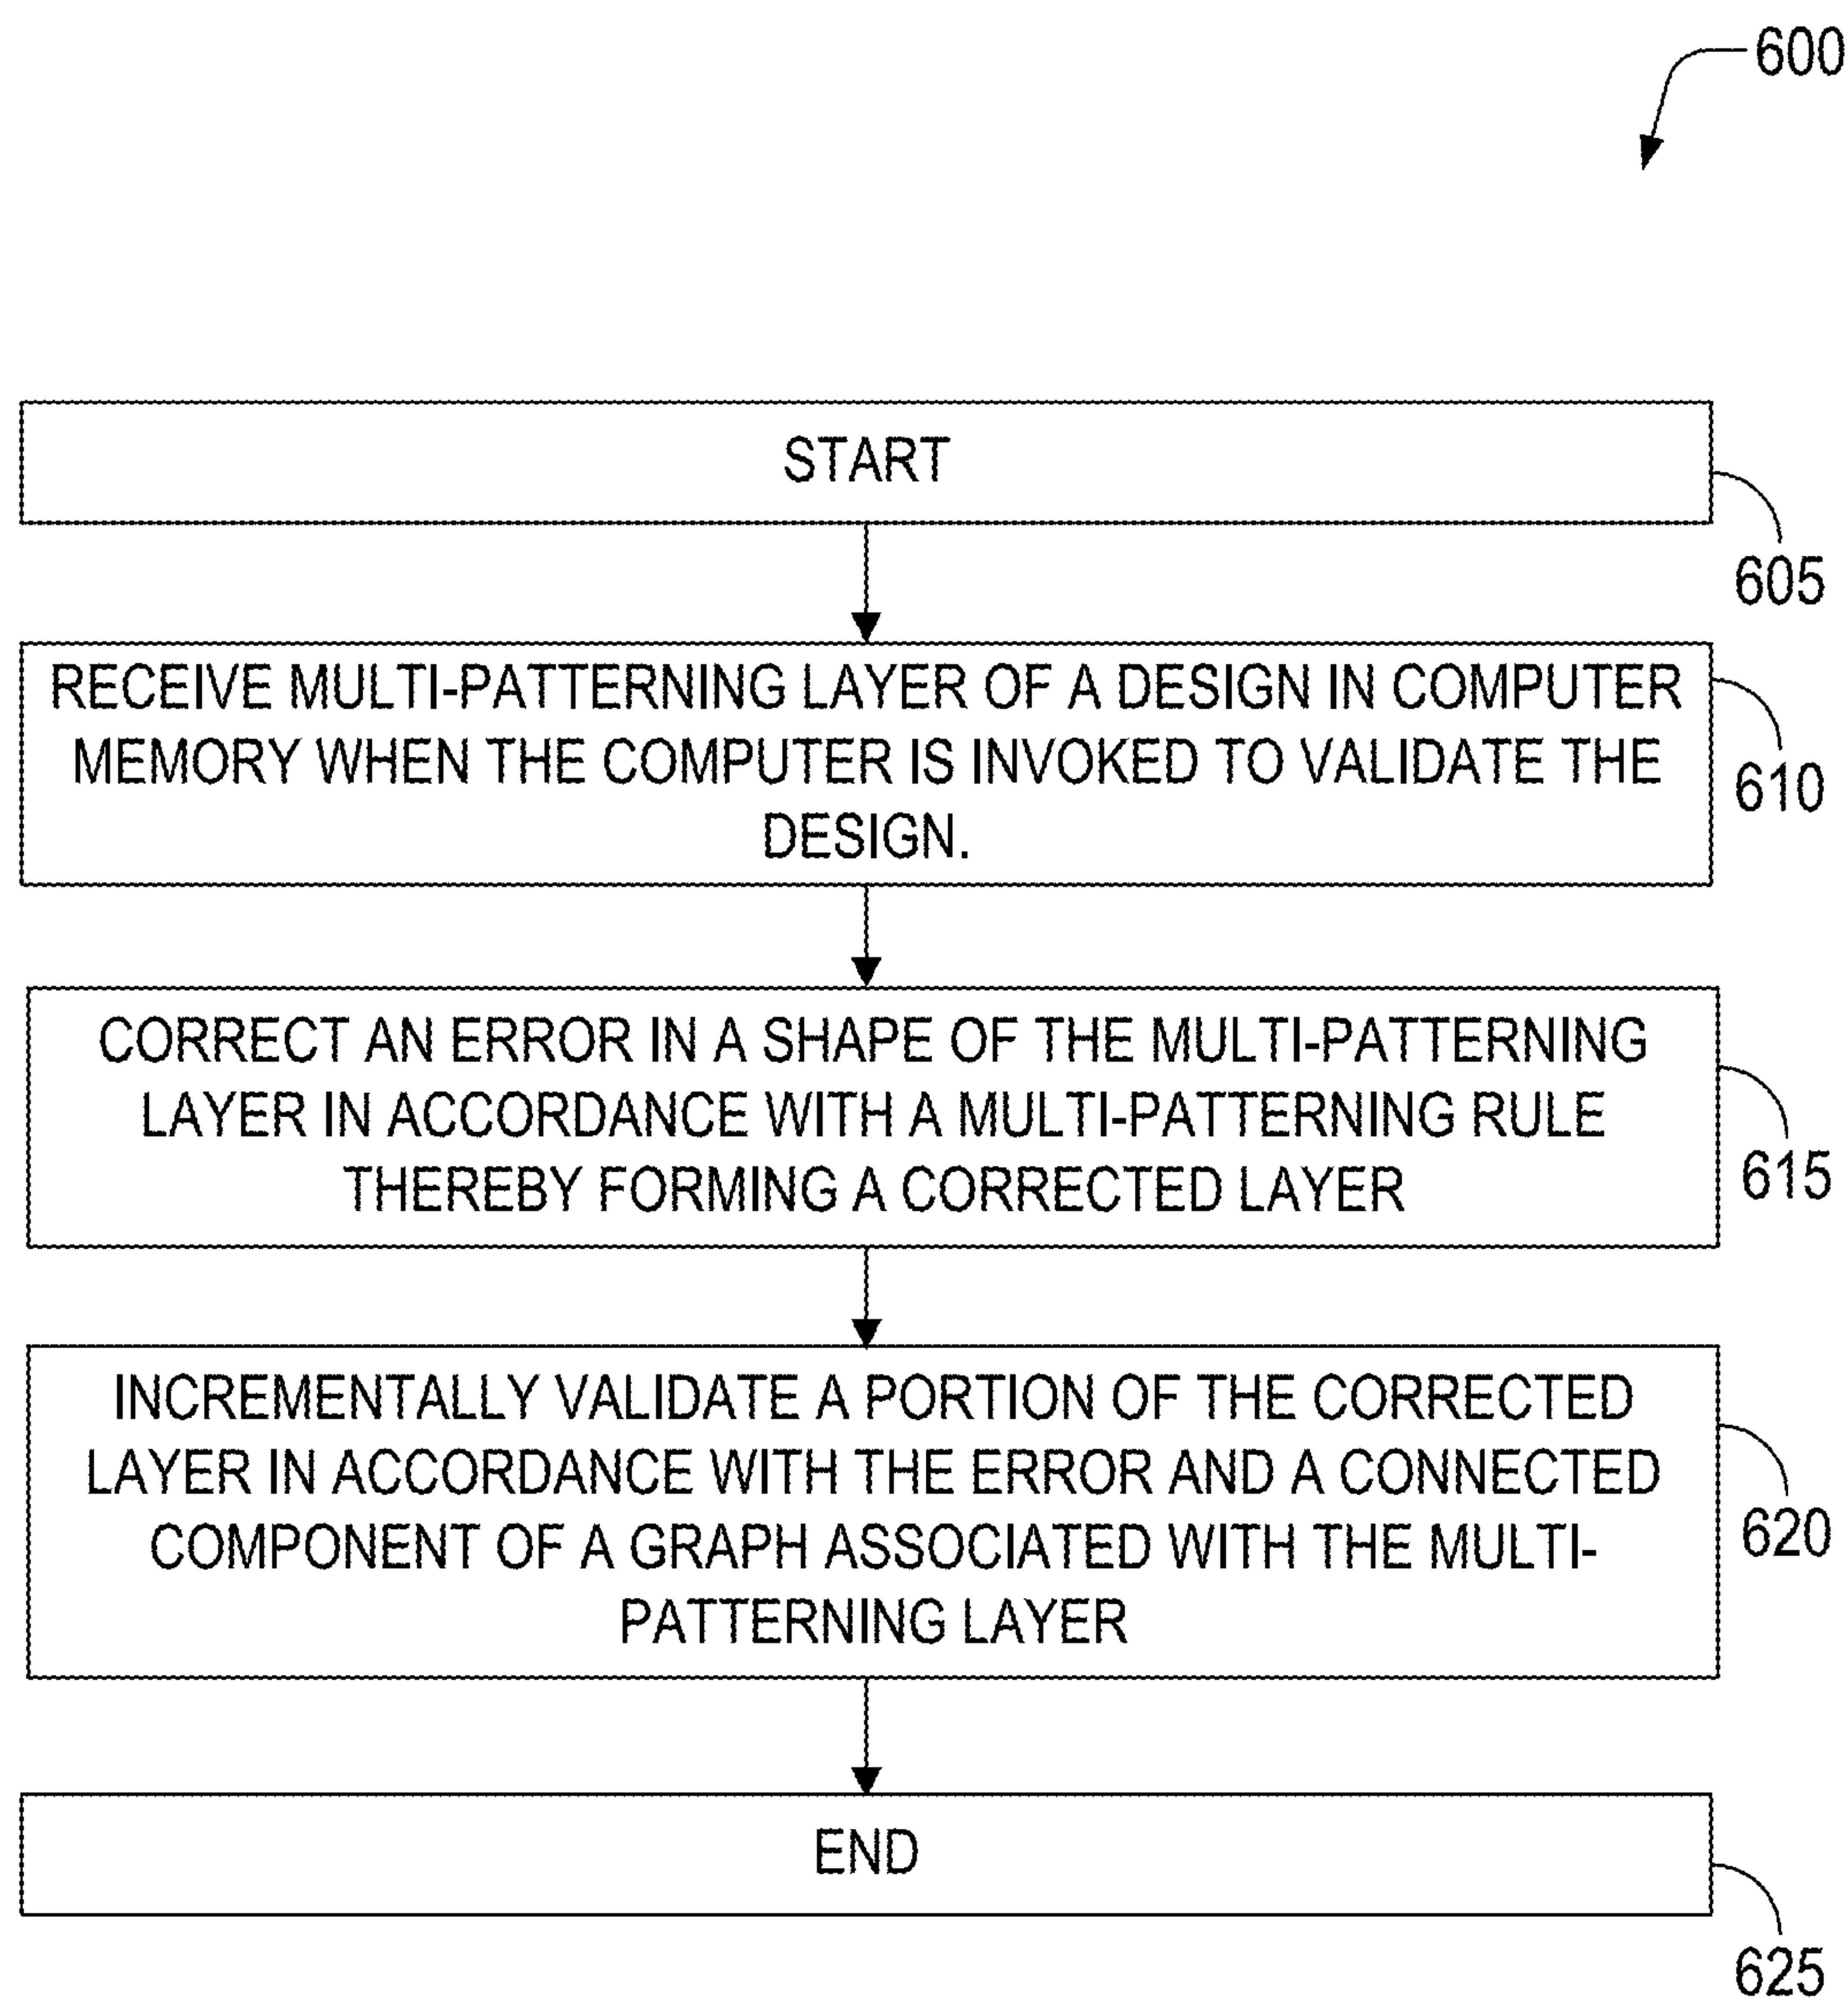 600
START
605
RECEIVE MULTI-PATTERNING LAYER OF A DESIGN IN COMPUTER
MEMORY WHEN THE COMPUTER IS INVOKED TO VALIDATE THE
DESIGN.
610
CORRECT AN ERROR IN A SHAPE OF THE MULTI-PATTERNING
LAYER IN ACCORDANCE WITH A MULTI-PATTERNING RULE
THEREBY FORMING A CORRECTED LAYER
615
INCREMENTALLY VALIDATE A PORTION OF THE CORRECTED
LAYER IN ACCORDANCE WITH THE ERROR AND A CONNECTED
COMPONENT OF A GRAPH ASSOCIATED WITH THE MULTI-
PATTERNING LAYER
620
END
625